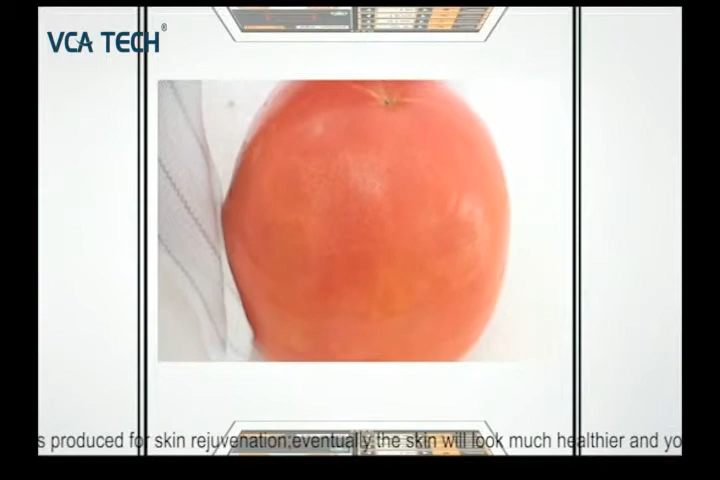 VCA TECH®
s produced for skin rejuvenation;eventually the skin will look much healthier and yo